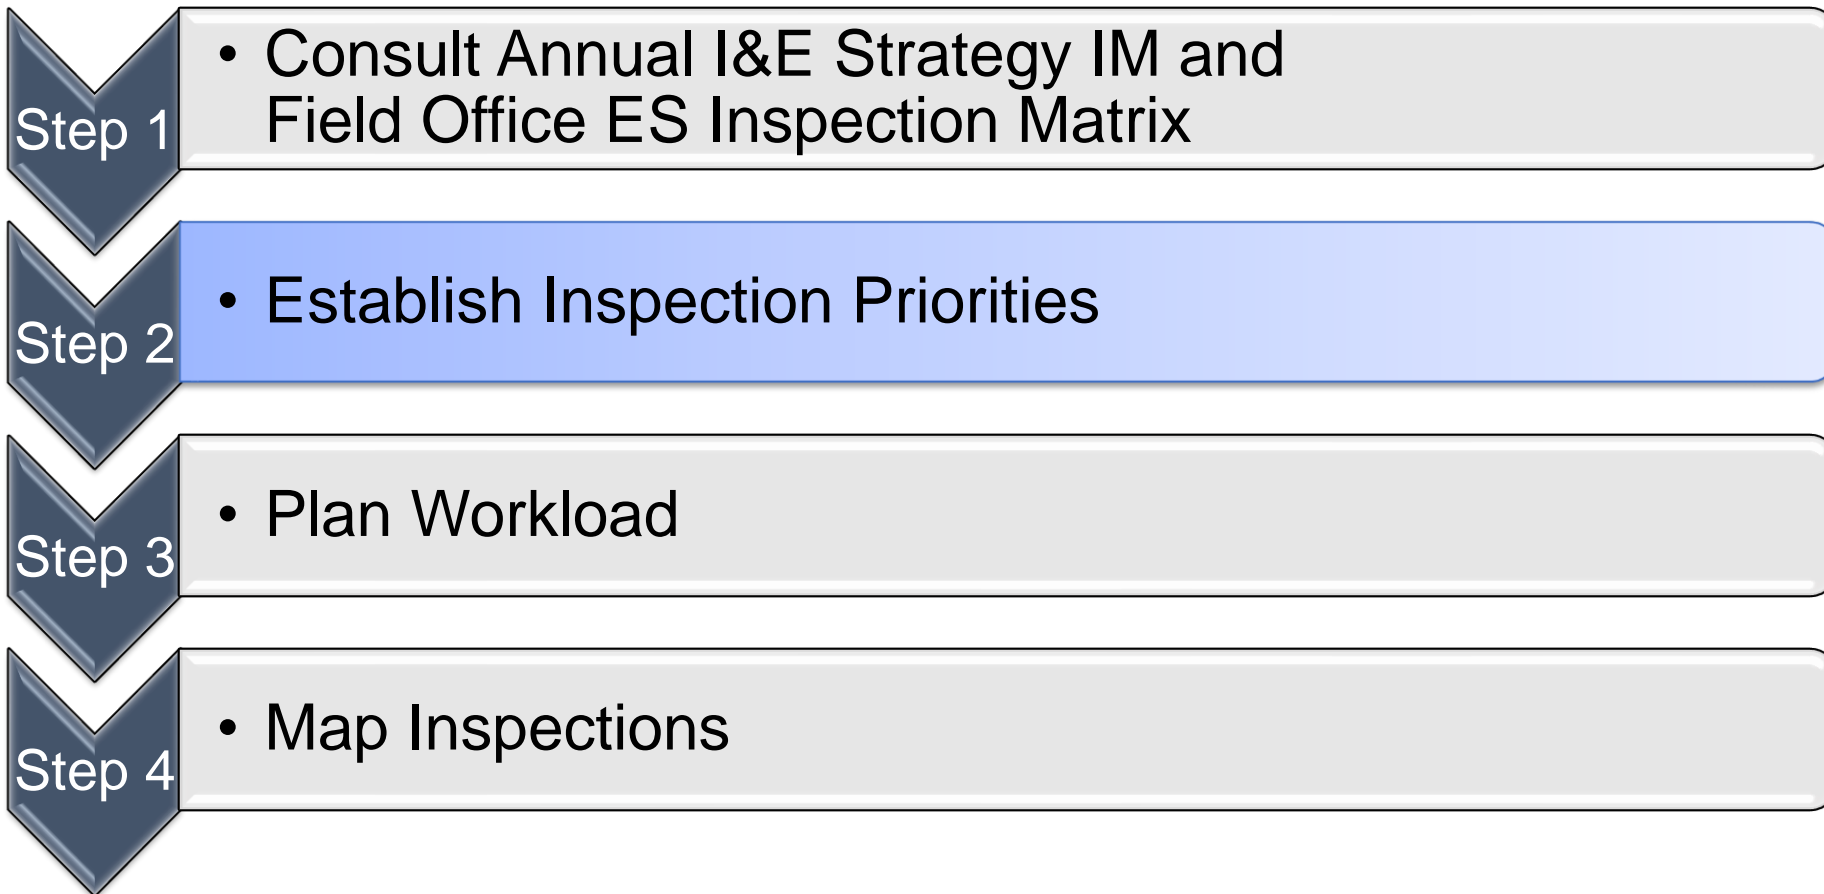 Step 1
• Consult Annual I&E Strategy IM and
Field Office ES Inspection Matrix
Step 2
• Establish Inspection Priorities
Step 3
• Plan Workload
Step 4
• Map Inspections